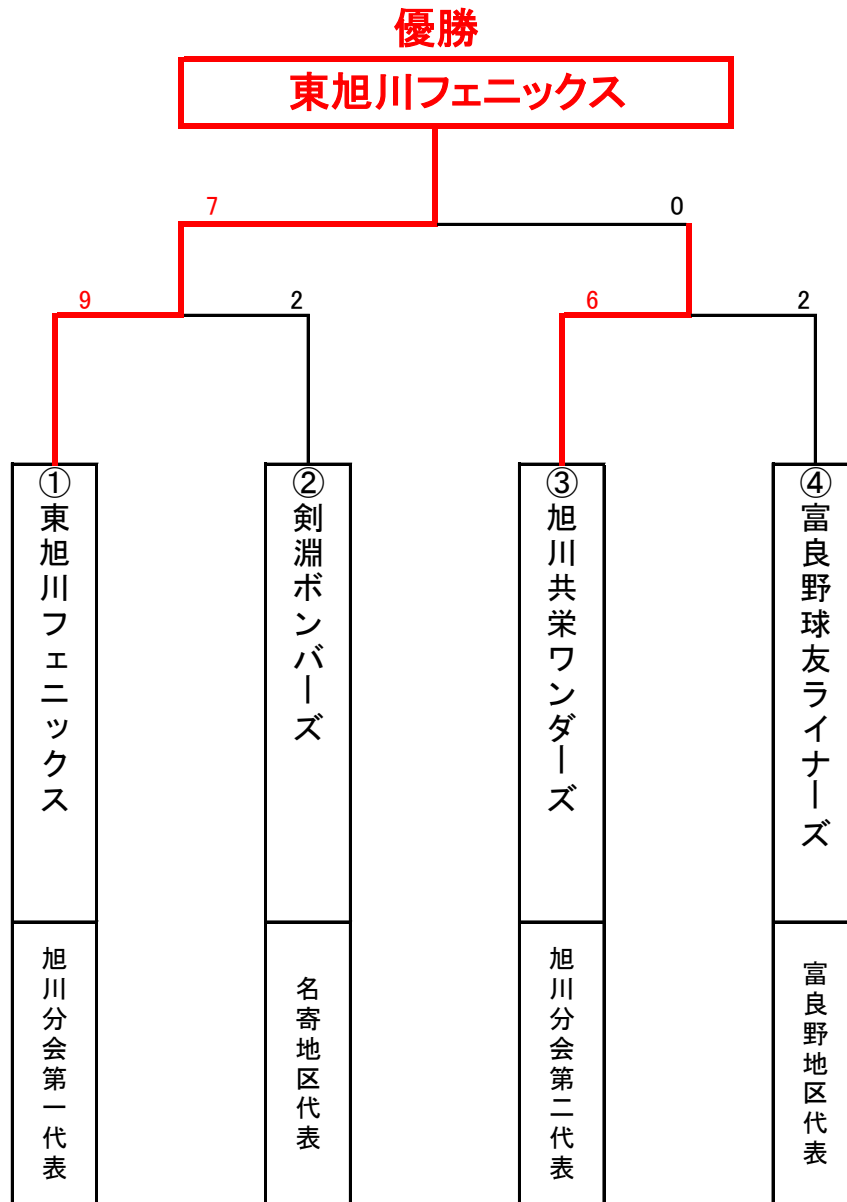 優勝
東旭川フェニックス
7
0
9
2
6
2
①東旭川フェニックス
②剣淵ボンバーズ
③旭川共栄ワンダーズ
④富良野球友ライナーズ
旭川分会第一代表
名寄地区代表
旭川分会第二代表
富良野地区代表